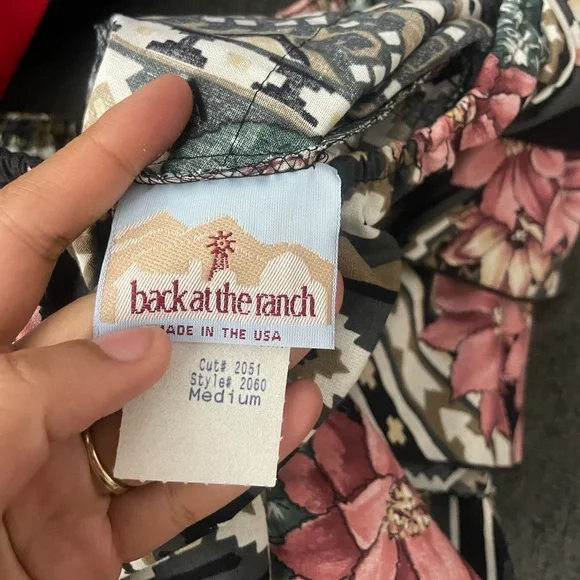 back at the ranch
MADE IN THE USA
Cut# 2051
Style# 2060
Medium